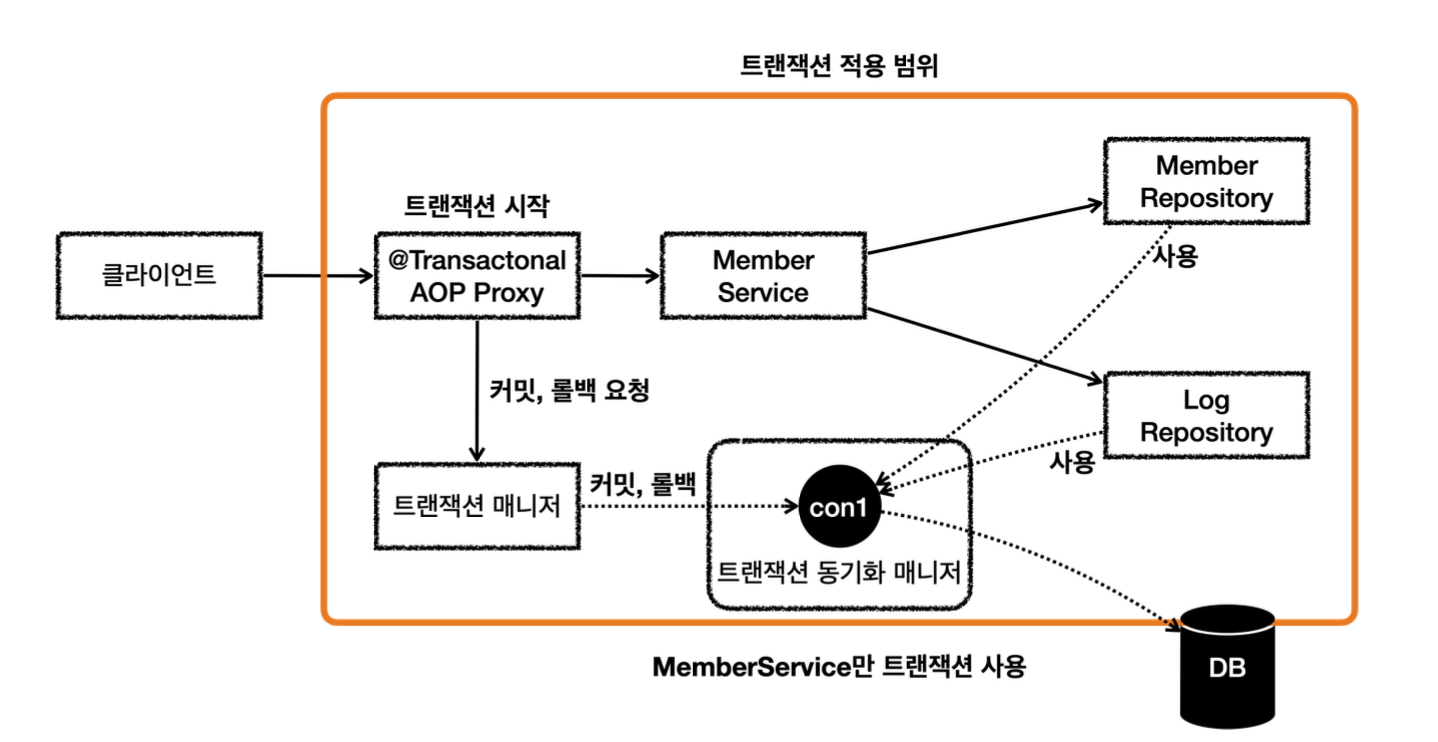 트랜잭션 적용 범위
트랜잭션 시작
클라이언트
@Transactonal
AOP Proxy
Member
Service
Member
Repository
사용
Log
Repository
사용
커밋, 롤백 요청
트랜잭션 매니저
커밋, 롤백
con1
트랜잭션 동기화 매니저
MemberService만 트랜잭션 사용
DB